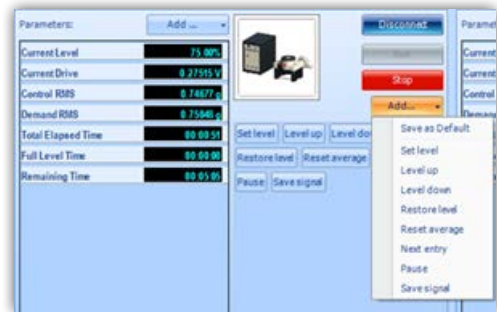 Parameters: Add ... Disconnect Parame
Current Level 75.00% Current
Current Drive 0.27515 V Stop Current
Control RMS 0.74677 g Add... Control
Demand RMS 0.75048 g Demand
Total Elapsed Time 00:00:51 Set level Level up Level do Save as Default
Full Level Time 00:00:00 Restore level Reset average Set level
Remaining Time 00:05:05 Pause Save signal Level up
Level down
Restore level
Reset average
Next entry
Pause
Save signal